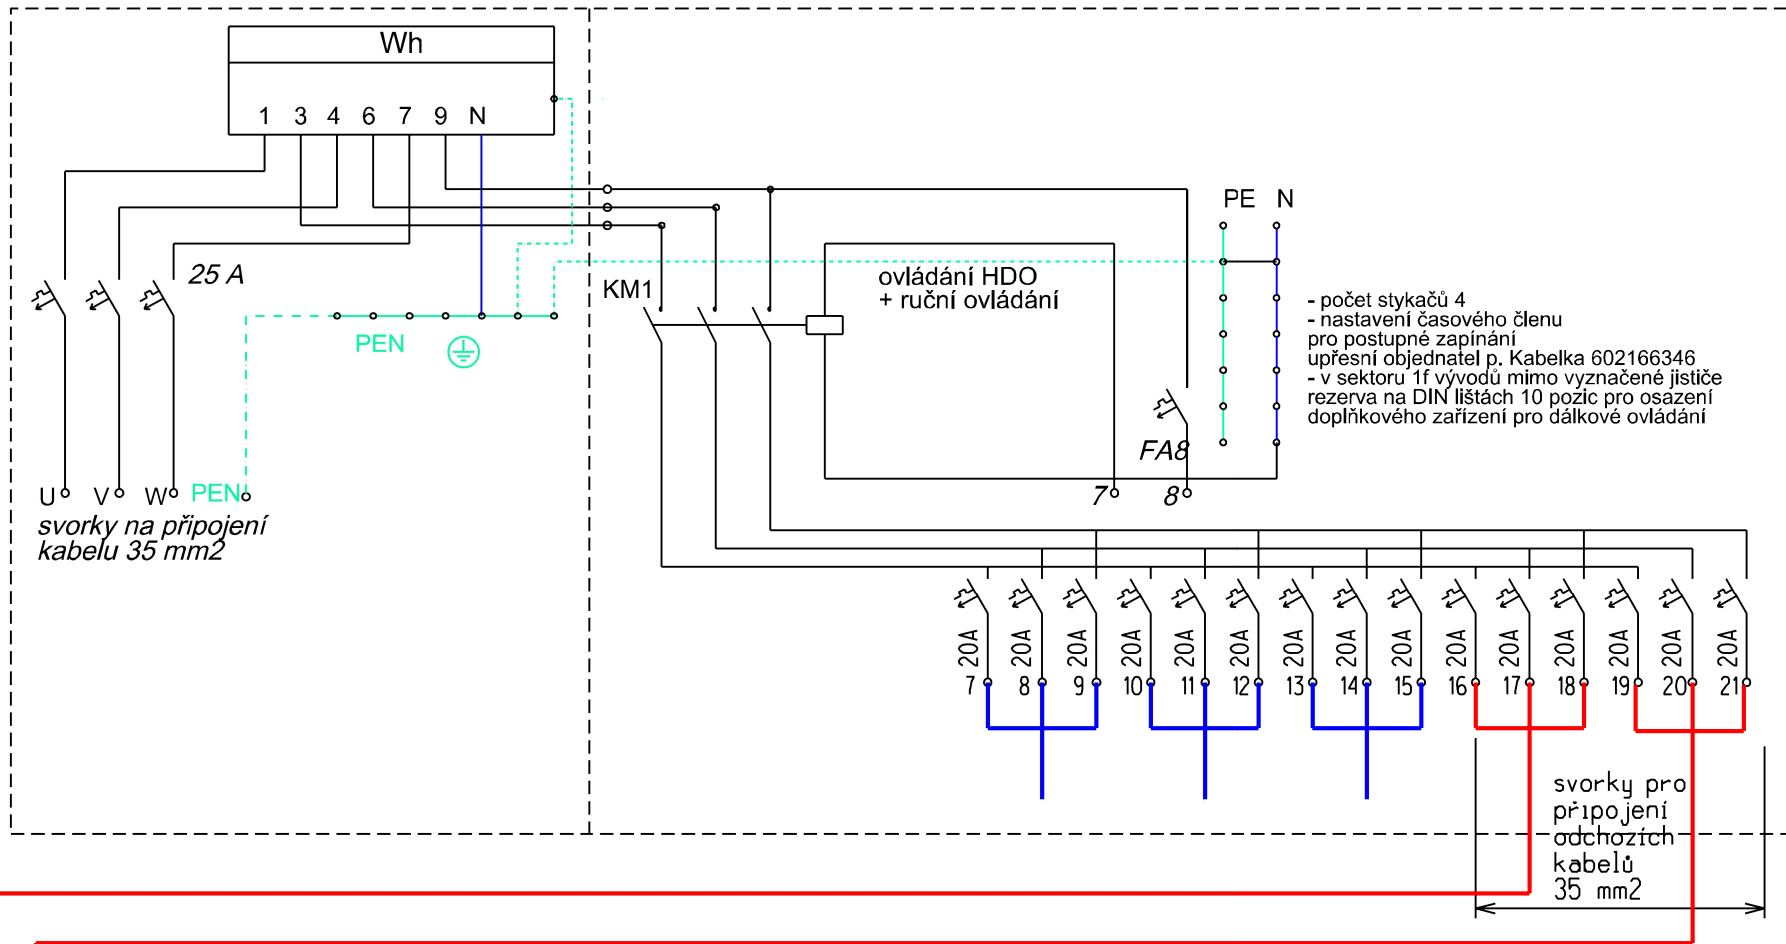 Wh
1 3 4 6 7 9 N
25 A
PEN
U V W PEN
svorky na připojení
kabelu 35 mm2
KM1
ovládání HDO
+ ruční ovládání
PE N
- počet stykačů 4
- nastavení časového členu
pro postupné zapínání
upřesní objednatel p. Kabelka 602166346
- v sektoru 1f vývodů mimo vyznačené jističe
rezerva na DIN lištách 10 pozic pro osazení
doplňkového zařízení pro dálkové ovládání
FA8
7 8
20A 20A 20A 20A 20A 20A 20A 20A 20A 20A 20A 20A 20A 20A 20A
7 8 9 10 11 12 13 14 15 16 17 18 19 20 21
svorky pro
připojení
odchozích
kabelů
35 mm2